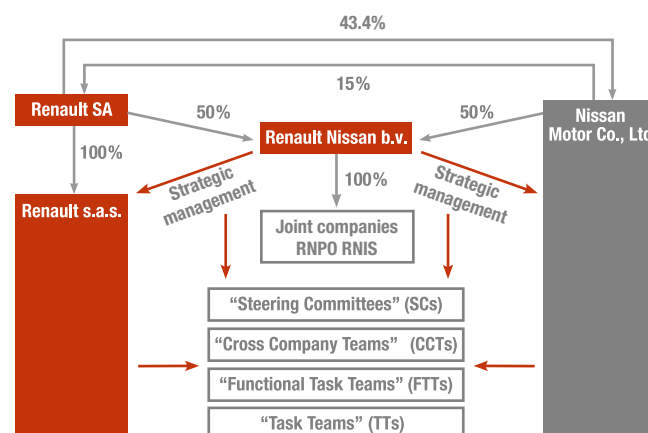 43.4%
15%
Renault SA
50%
50%
Nissan
Motor Co., Ltd
Renault Nissan b.v.
100%
Strategic
management
100%
Strategic
management
Renault s.a.s.
Joint companies
RNPO RNIS
“Steering Committees” (SCs)
“Cross Company Teams” (CCTs)
“Functional Task Teams” (FTTs)
“Task Teams” (TTs)